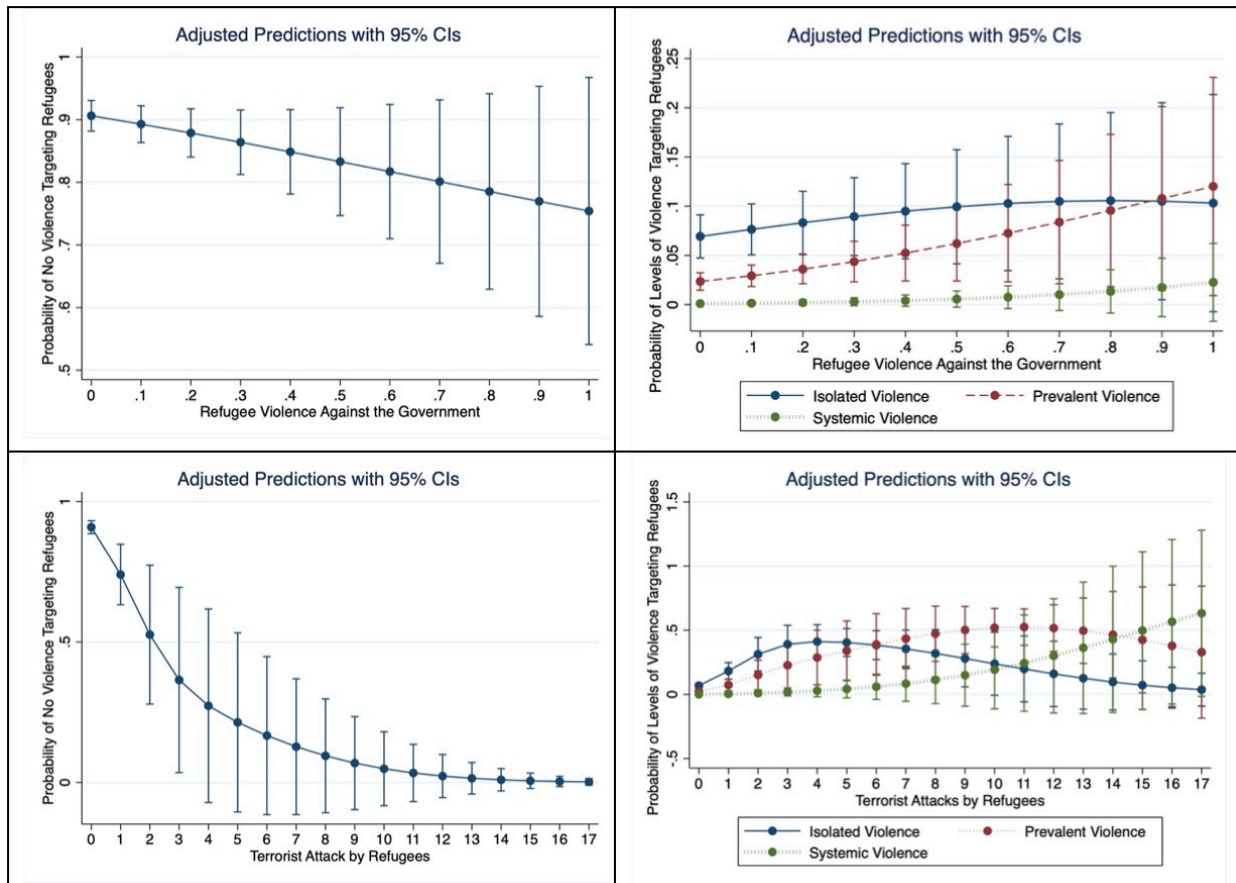 Adjusted Predictions with 95% CIs
Probability of No Violence Targeting Refugees
1
.9
.8
.7
.6
.5
0 .1 .2 .3 .4 .5 .6 .7 .8 .9 1
Refugee Violence Against the Government
Adjusted Predictions with 95% CIs
Probability of Levels of Violence Targeting Refugees
.25
.2
.15
.1
.05
0
0 .1 .2 .3 .4 .5 .6 .7 .8 .9 1
Refugee Violence Against the Government
Isolated Violence Prevalent Violence
Systemic Violence
Adjusted Predictions with 95% CIs
Probability of No Violence Targeting Refugees
1
.5
0
0 1 2 3 4 5 6 7 8 9 10 11 12 13 14 15 16 17
Terrorist Attack by Refugees
Adjusted Predictions with 95% CIs
Probability of Levels of Violence Targeting Refugees
1.5
1
.5
0
-.5
0 1 2 3 4 5 6 7 8 9 10 11 12 13 14 15 16 17
Terrorist Attacks by Refugees
Isolated Violence Prevalent Violence
Systemic Violence